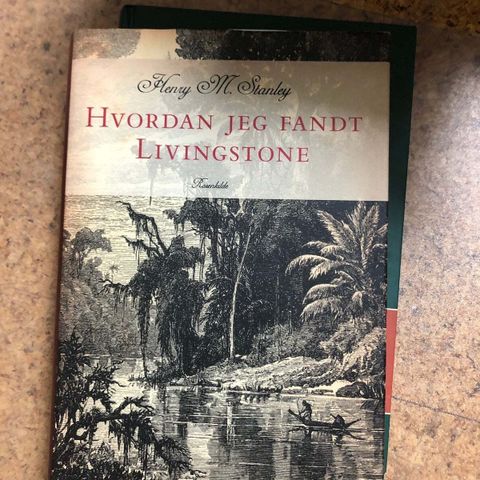 Henry M. Stanley
HVORDAN JEG FANDT
LIVINGSTONE
Rosenkilde